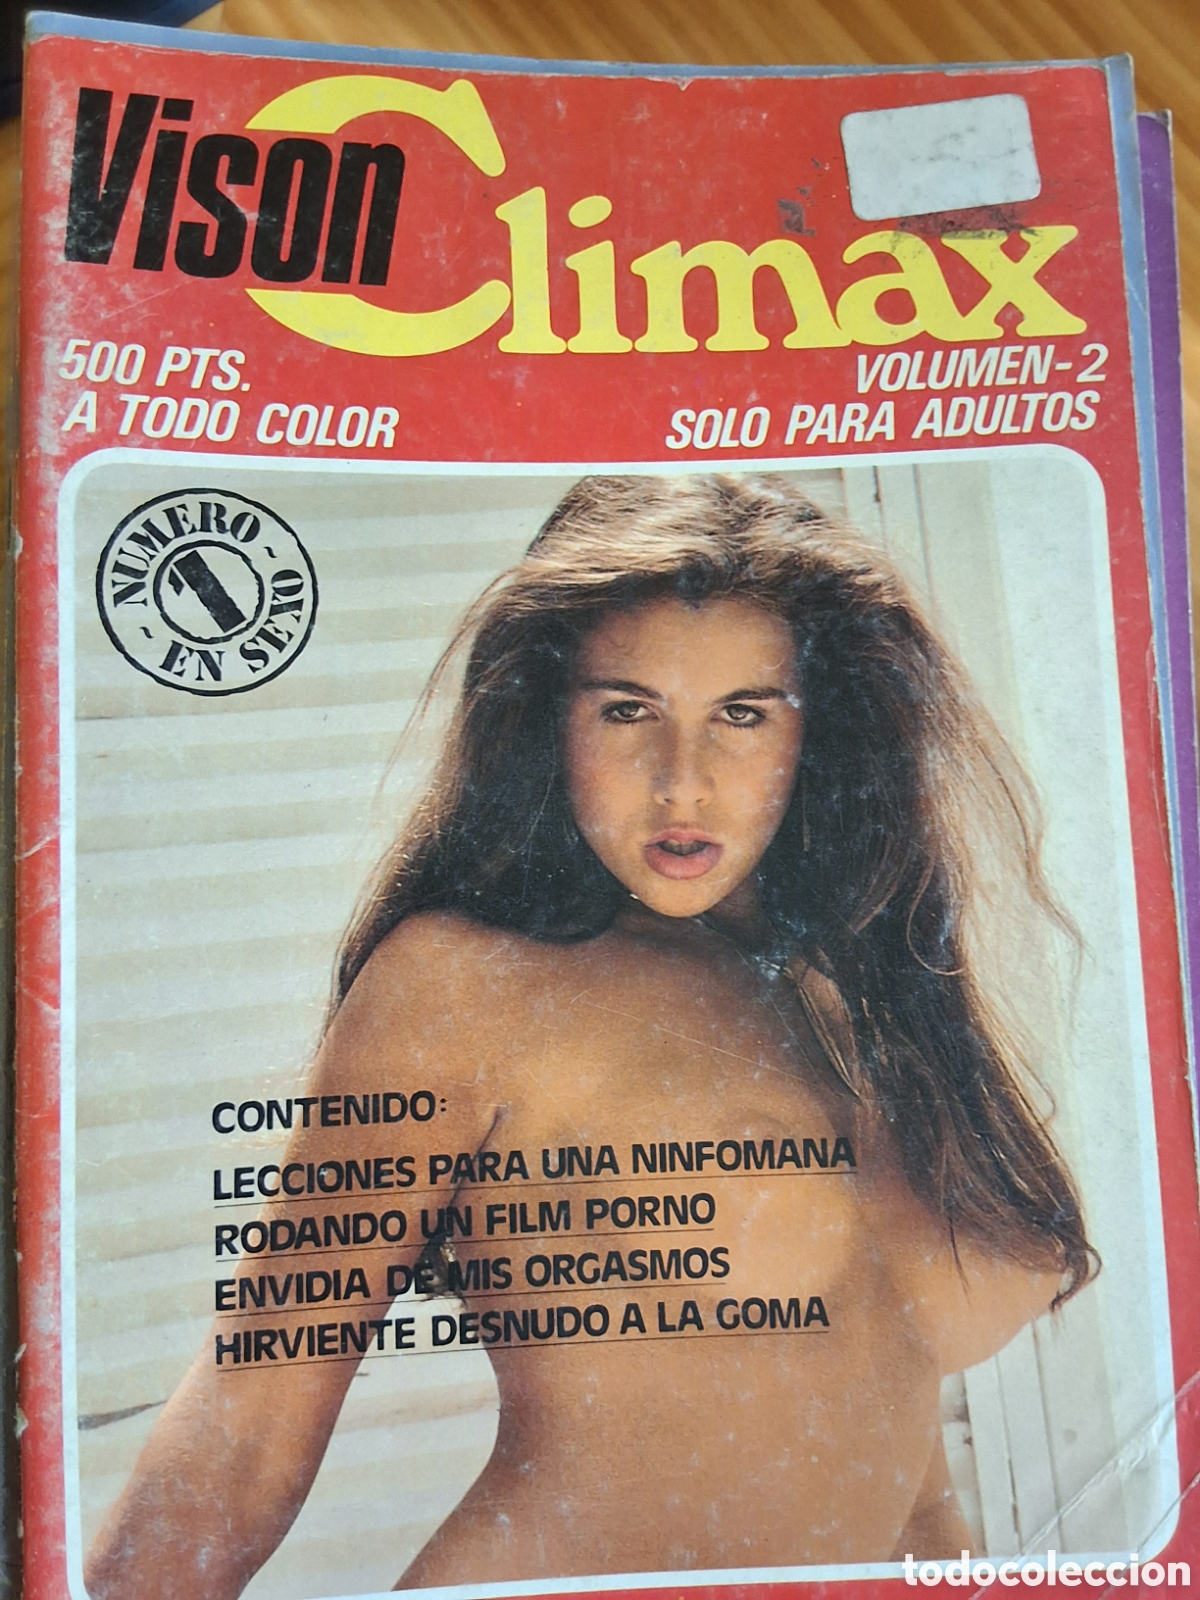 Vison Climax
500 PTS.
A TODO COLOR
VOLUMEN-2
SOLO PARA ADULTOS
NUMERO 1 EN SEXO
CONTENIDO:
LECCIONES PARA UNA NINFOMANA
RODANDO UN FILM PORNO
ENVIDIA DE MIS ORGASMOS
HIRVIENTE DESNUDO A LA GOMA
todocoleccion